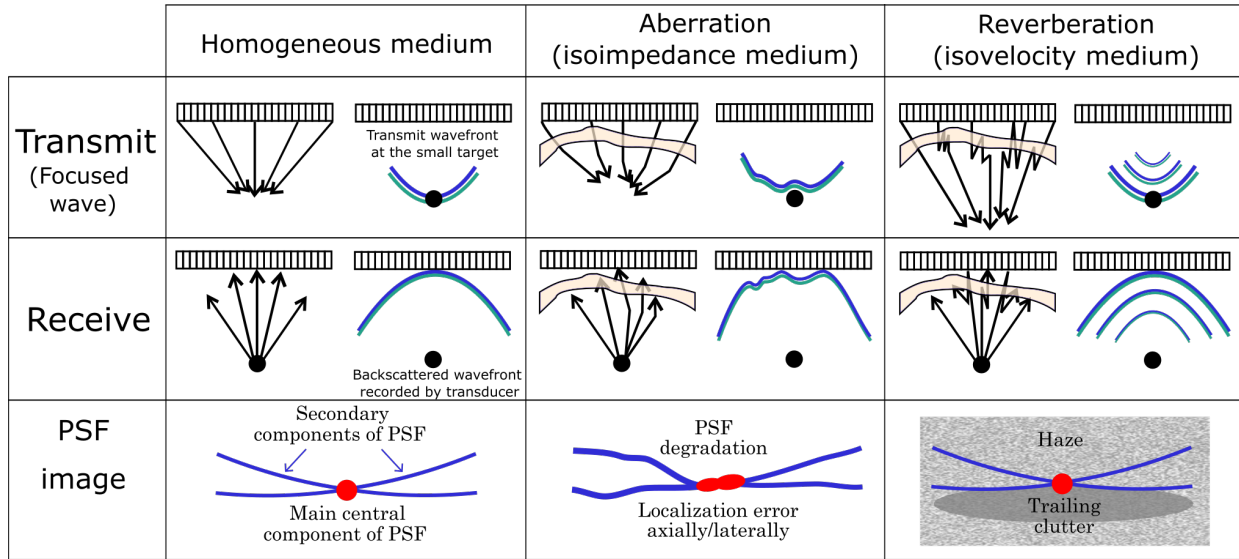 Homogeneous medium
Aberration
(isoimpedance medium)
Reverberation
(isovelocity medium)
Transmit
(Focused
wave)
Transmit wavefront
at the small target
Receive
Backscattered wavefront
recorded by transducer
PSF
image
Secondary
components of PSF
Main central
component of PSF
PSF
degradation
Localization error
axially/laterally
Haze
Trailing
clutter